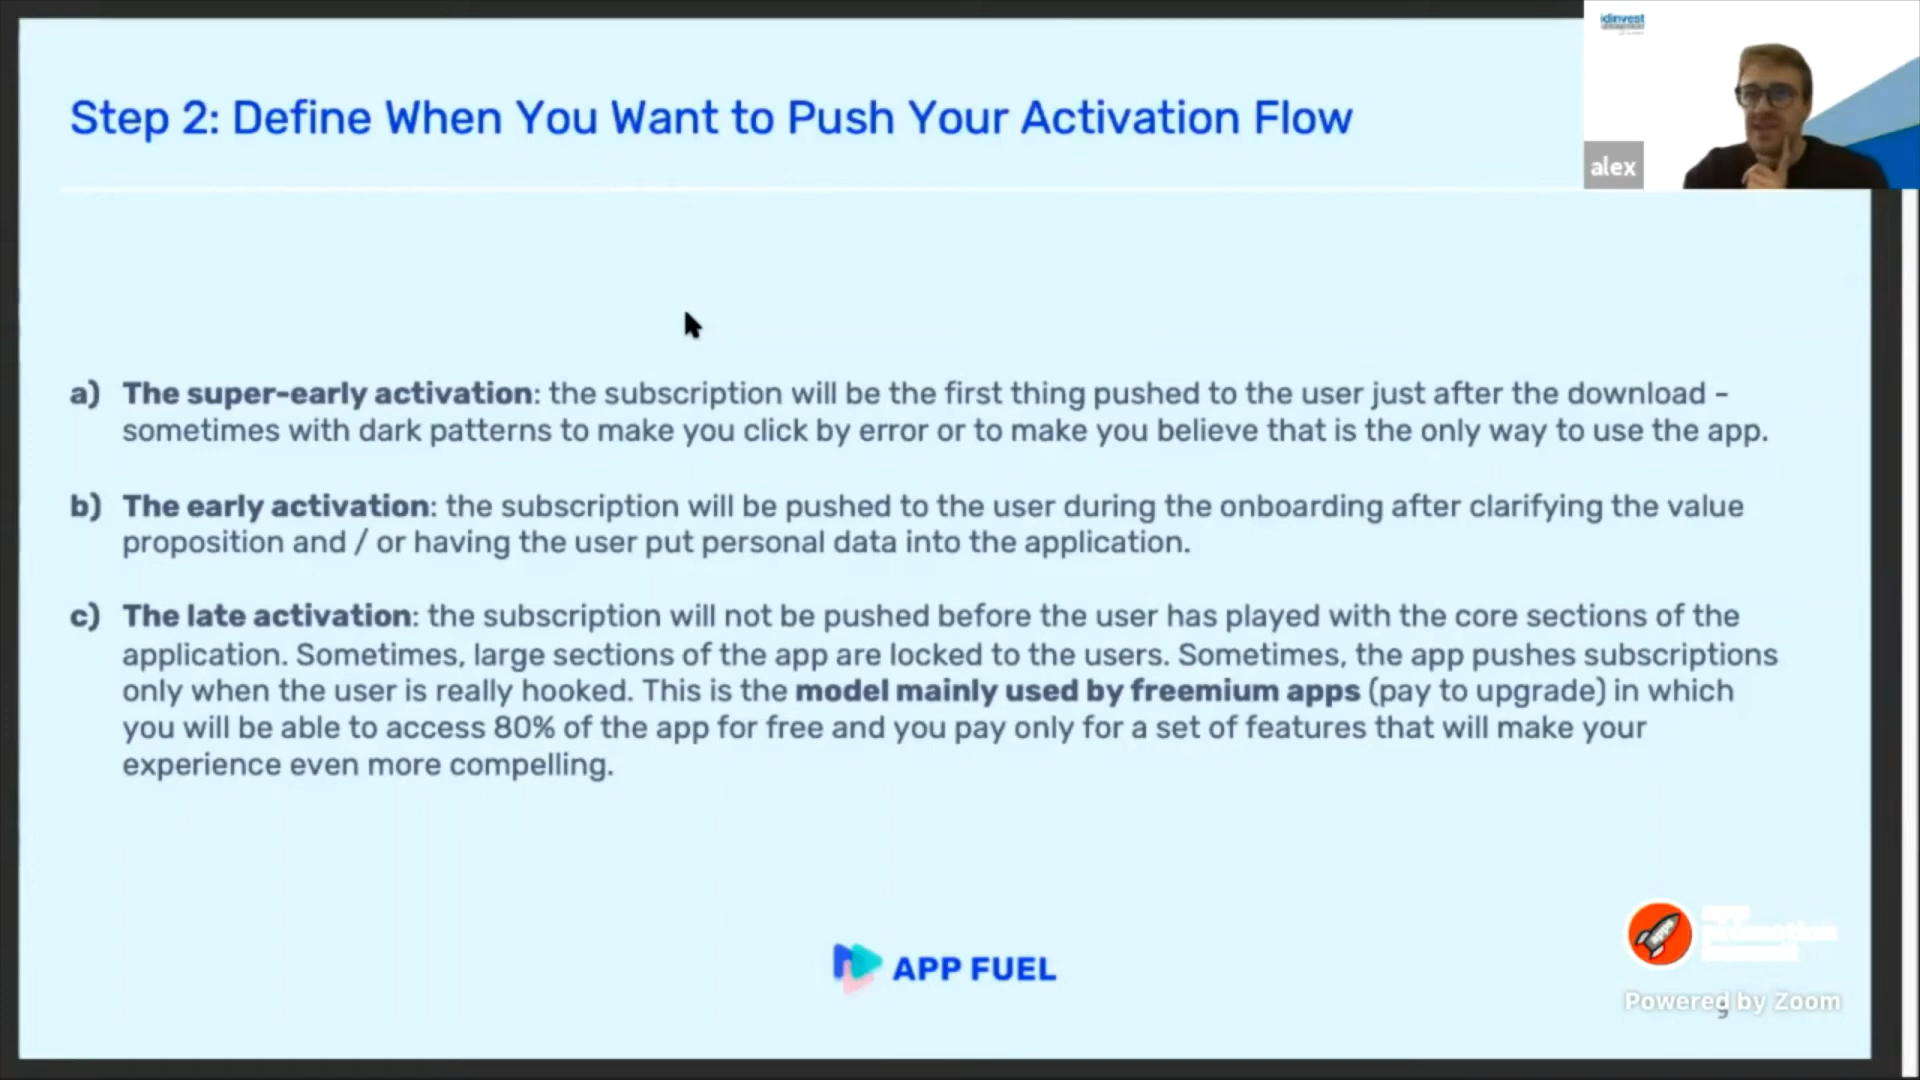 idinvest
Step 2: Define When You Want to Push Your Activation Flow
alex
a) The super-early activation: the subscription will be the first thing pushed to the user just after the download -
sometimes with dark patterns to make you click by error or to make you believe that is the only way to use the app.
b) The early activation: the subscription will be pushed to the user during the onboarding after clarifying the value
proposition and / or having the user put personal data into the application.
c) The late activation: the subscription will not be pushed before the user has played with the core sections of the
application. Sometimes, large sections of the app are locked to the users. Sometimes, the app pushes subscriptions
only when the user is really hooked. This is the model mainly used by freemium apps (pay to upgrade) in which
you will be able to access 80% of the app for free and you pay only for a set of features that will make your
experience even more compelling.
APP FUEL
app
promotion
Powered by Zoom
9